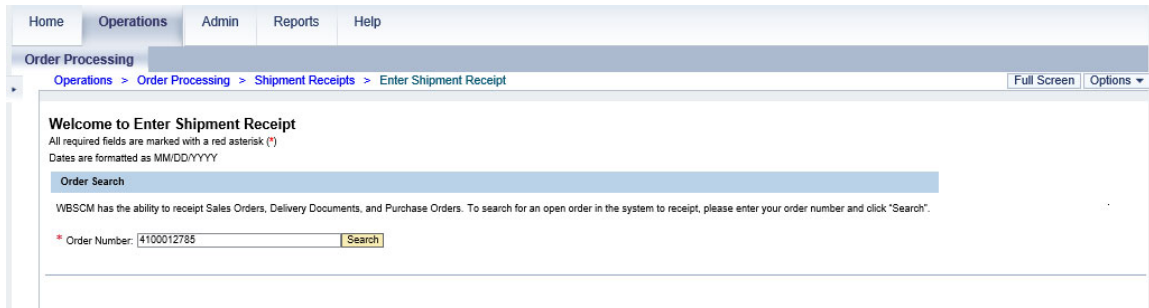 Home Operations Admin Reports Help
Order Processing
Operations > Order Processing > Shipment Receipts > Enter Shipment Receipt Full Screen Options
Welcome to Enter Shipment Receipt
All required fields are marked with a red asterisk (*)
Dates are formatted as MM/DD/YYYY
Order Search
WBSCM has the ability to receipt Sales Orders, Delivery Documents, and Purchase Orders. To search for an open order in the system to receipt, please enter your order number and click "Search".
* Order Number: 4100012785 Search